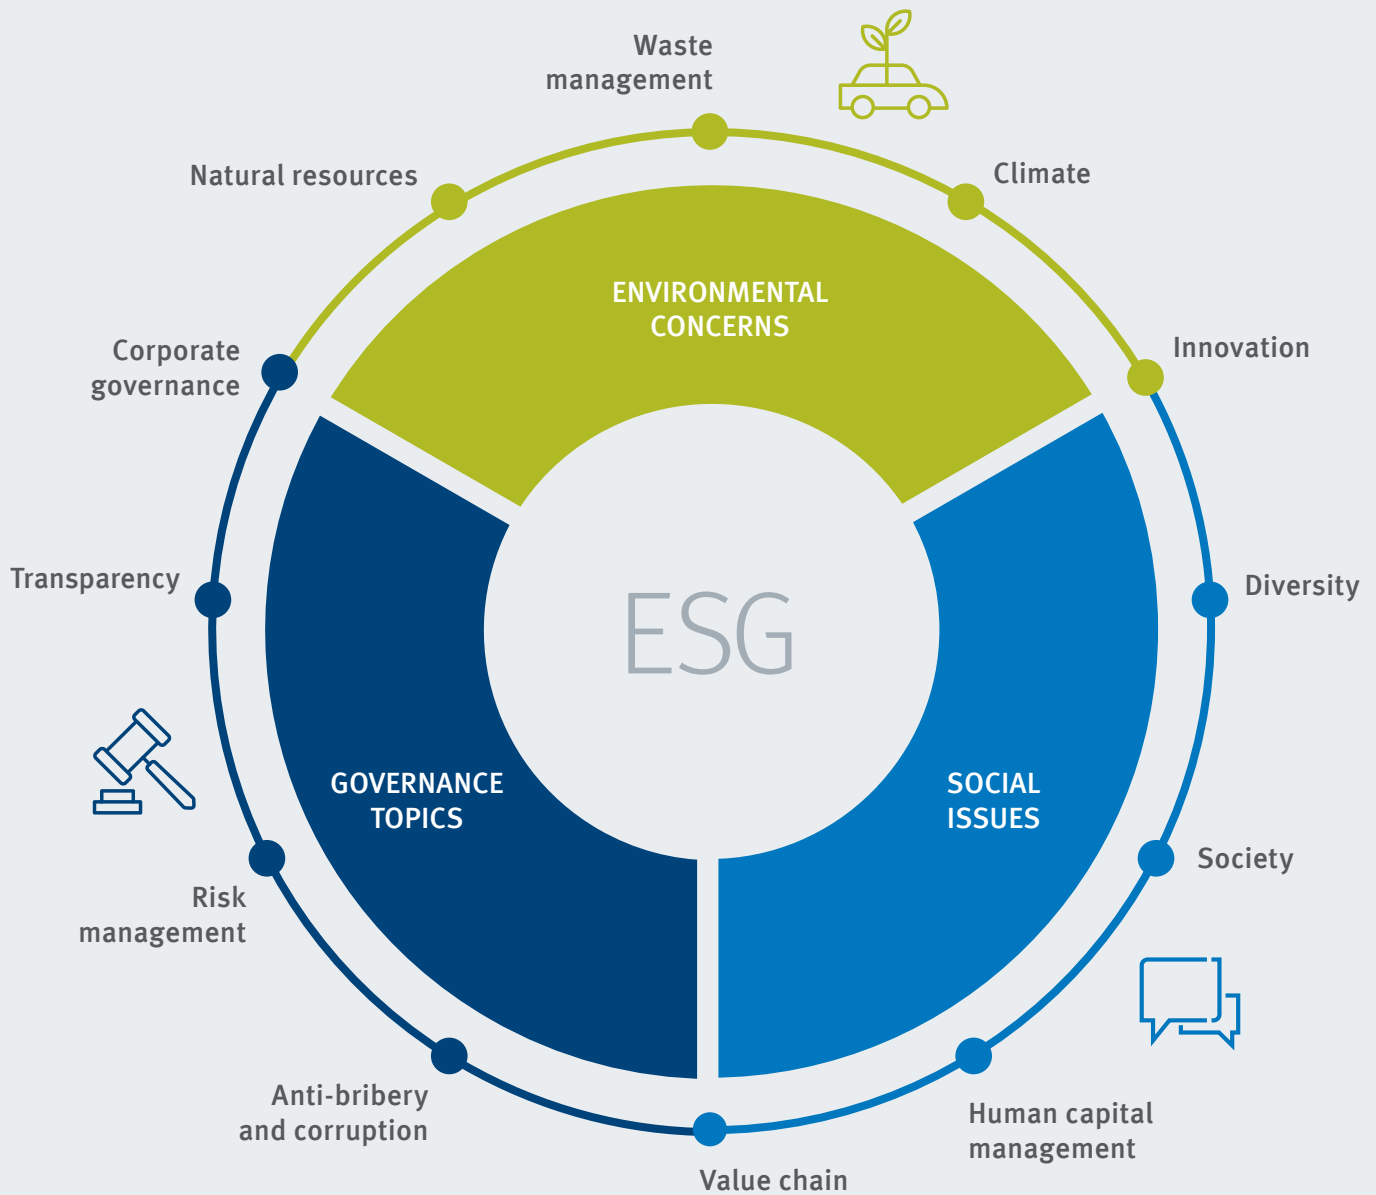 Waste
management
Climate
Natural resources
ENVIRONMENTAL
CONCERNS
Innovation
Corporate
governance
Transparency
ESG
Diversity
GOVERNANCE
TOPICS
SOCIAL
ISSUES
Society
Risk
management
Anti-bribery
and corruption
Human capital
management
Value chain